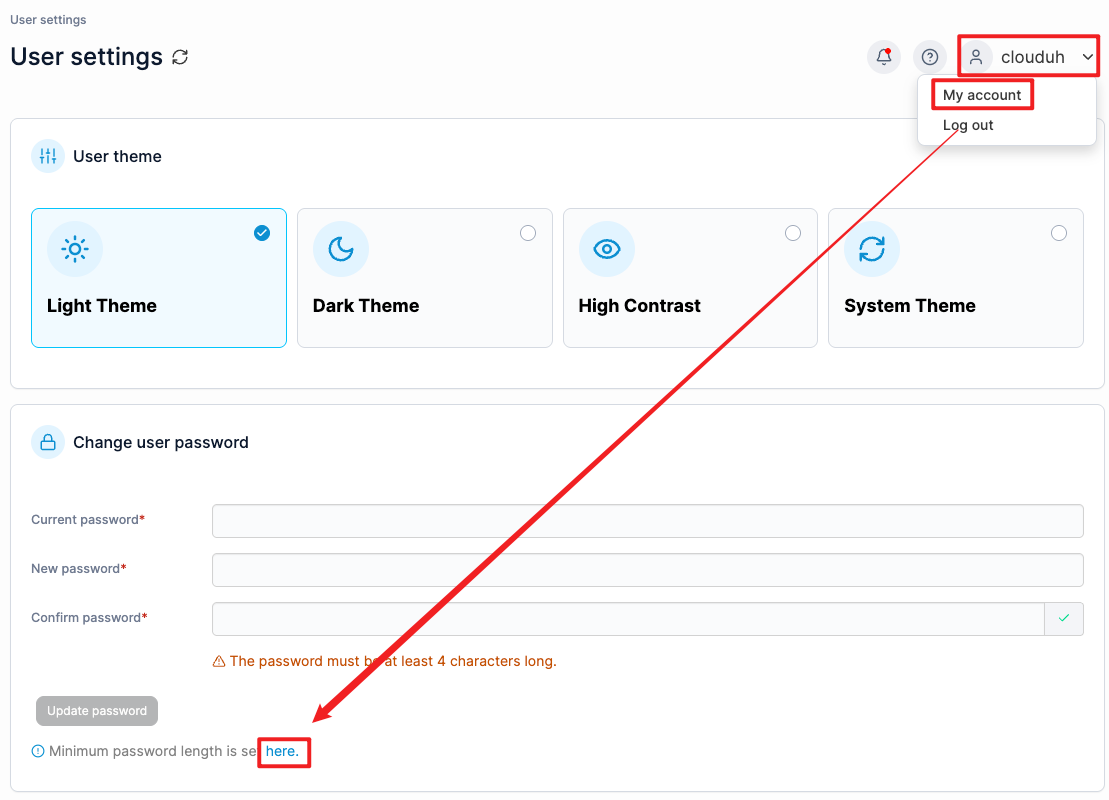 User settings
User settings
clouduh
My account
Log out
User theme
Light Theme
Dark Theme
High Contrast
System Theme
Change user password
Current password*
New password*
Confirm password*
The password must be at least 4 characters long.
Update password
Minimum password length is se here.